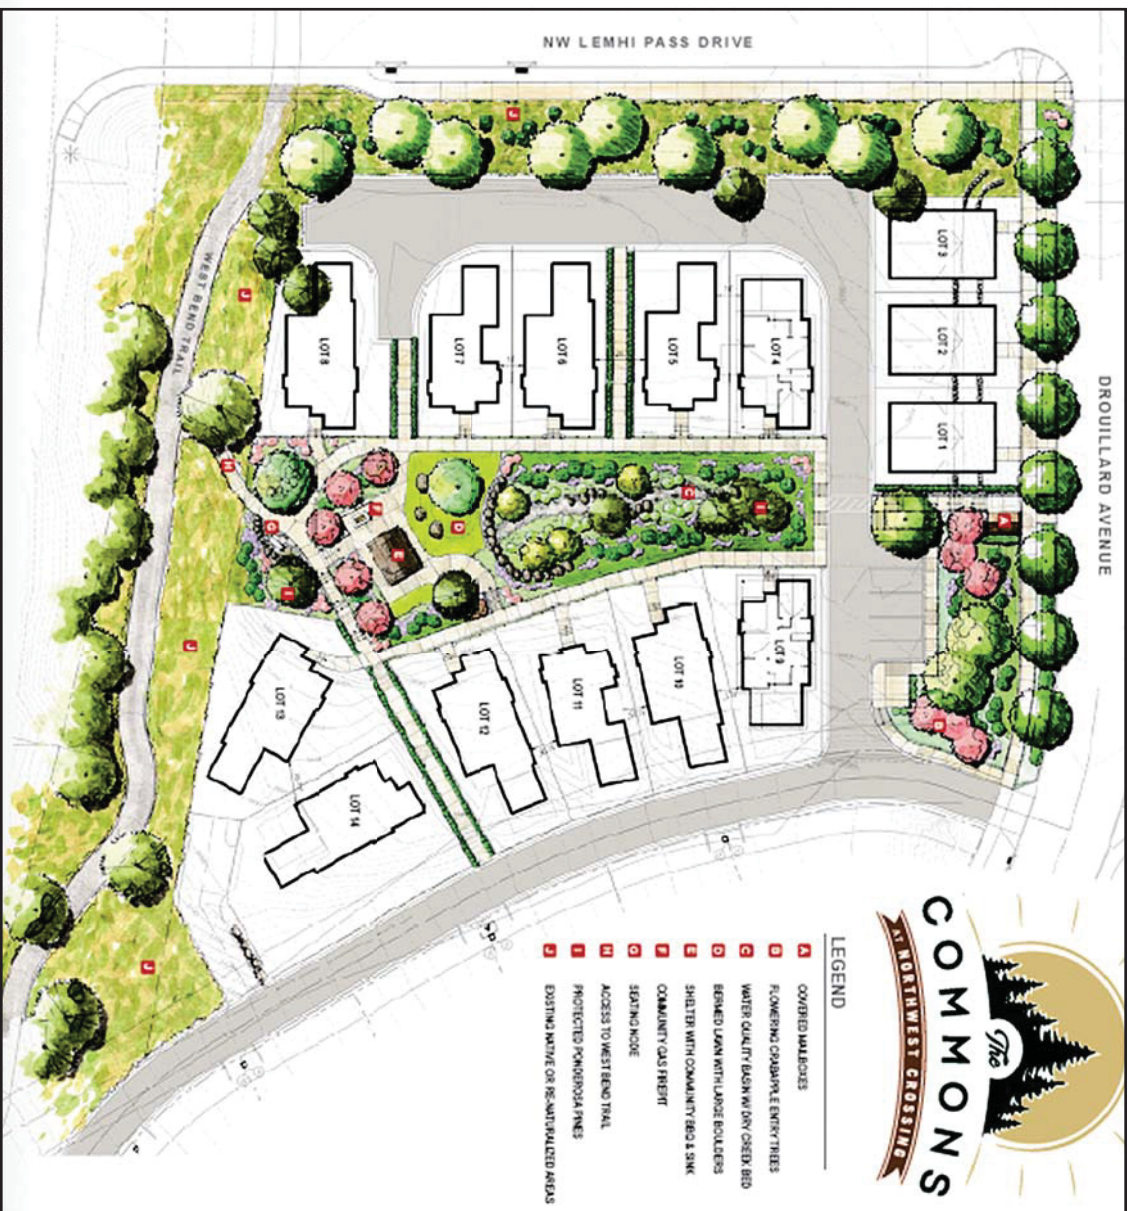 NW LEMHI PASS DRIVE
DROUILLARD AVENUE
WEST BEND TRAIL
LOT 3
LOT 2
LOT 1
LOT 8
LOT 7
LOT 6
LOT 5
LOT 4
LOT 9
LOT 10
LOT 11
LOT 12
LOT 13
LOT 14
J
J
J
J
H
G
I
F
E
D
C
I
A
B
The
COMMONS
AT NORTHWEST CROSSING
LEGEND
A COVERED MAILBOXES
B FLOWERING CRABAPPLE ENTRY TREES
C WATER QUALITY BASIN W/ DRY CREEK BED
D BERMED LAWN WITH LARGE BOULDERS
E SHELTER WITH COMMUNITY BBQ & SINK
F COMMUNITY GAS FIREPIT
G SEATING NODE
H ACCESS TO WEST BEND TRAIL
I PROTECTED PONDEROSA PINES
J EXISTING NATIVE OR RE-NATURALIZED AREAS